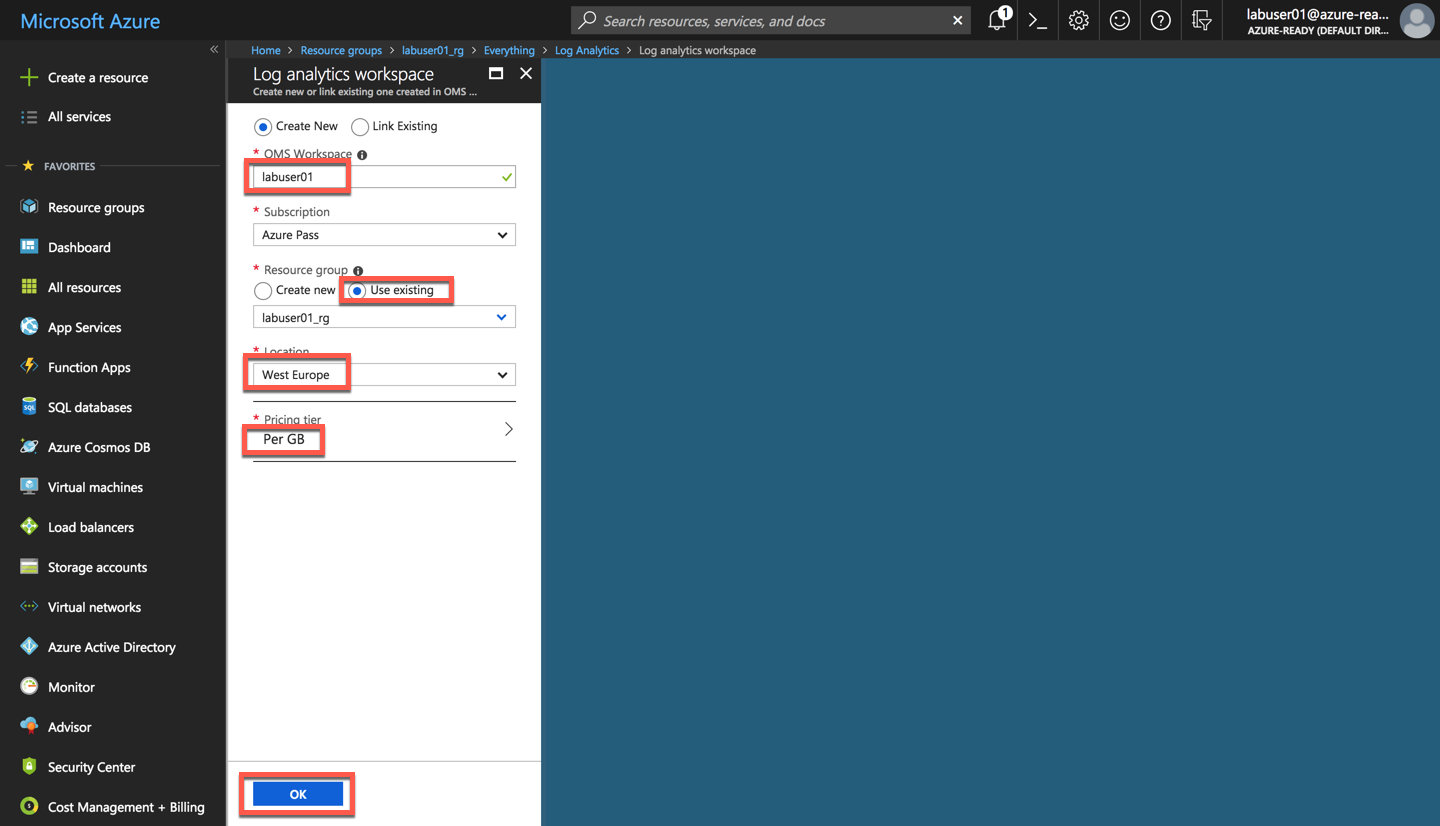 Microsoft Azure
Search resources, services, and docs
1
labuser01@azure-rea...
AZURE-READY (DEFAULT DIR...
Home > Resource groups > labuser01_rg > Everything > Log Analytics > Log analytics workspace
Create a resource
All services
FAVORITES
Resource groups
Dashboard
All resources
App Services
Function Apps
SQL databases
Azure Cosmos DB
Virtual machines
Load balancers
Storage accounts
Virtual networks
Azure Active Directory
Monitor
Advisor
Security Center
Cost Management + Billing
Log analytics workspace
Create new or link existing one created in OMS ...
Create New Link Existing
* OMS Workspace
labuser01
* Subscription
Azure Pass
* Resource group
Create new Use existing
labuser01_rg
* Location
West Europe
* Pricing tier
Per GB
OK